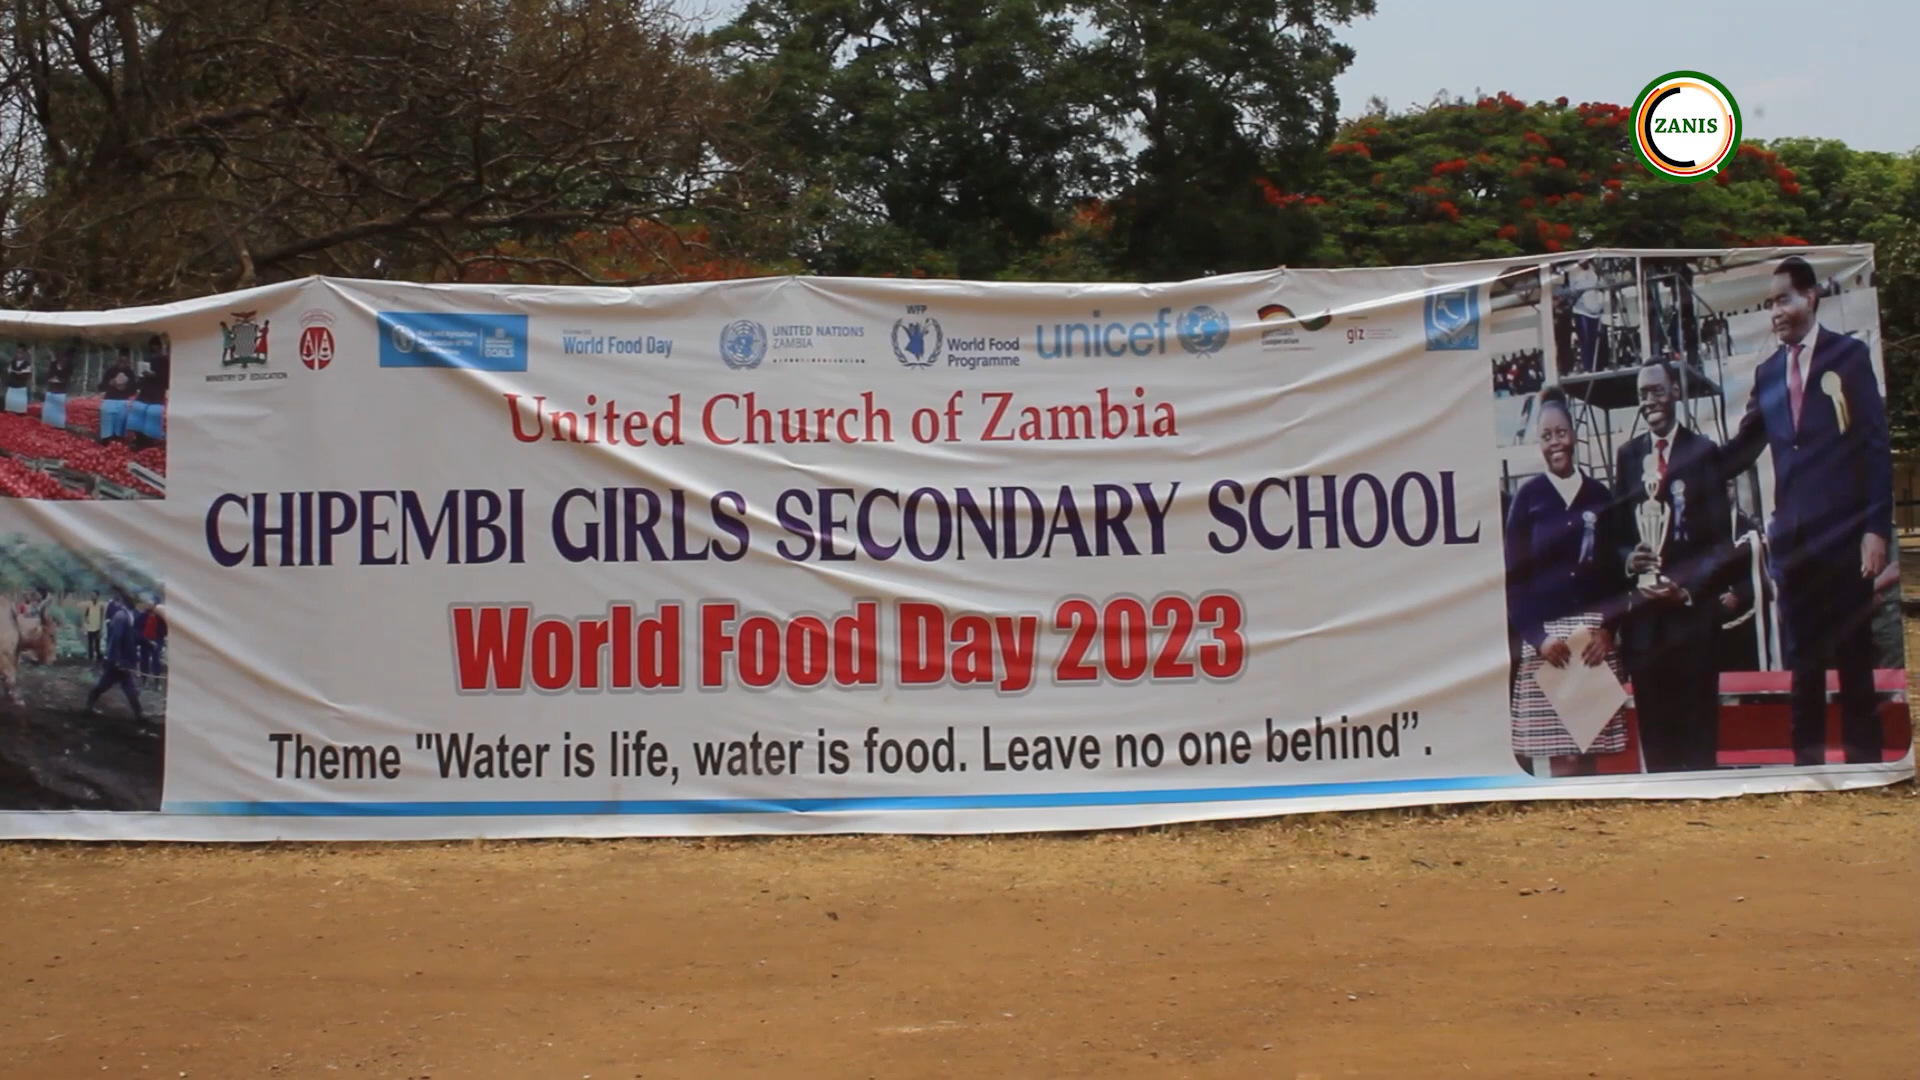 ZANIS
MINISTRY OF EDUCATION
World Food Day
UNITED NATIONS
ZAMBIA
WFP
World Food
Programme
unicef
giz
United Church of Zambia
CHIPEMBI GIRLS SECONDARY SCHOOL
World Food Day 2023
Theme "Water is life, water is food. Leave no one behind”.